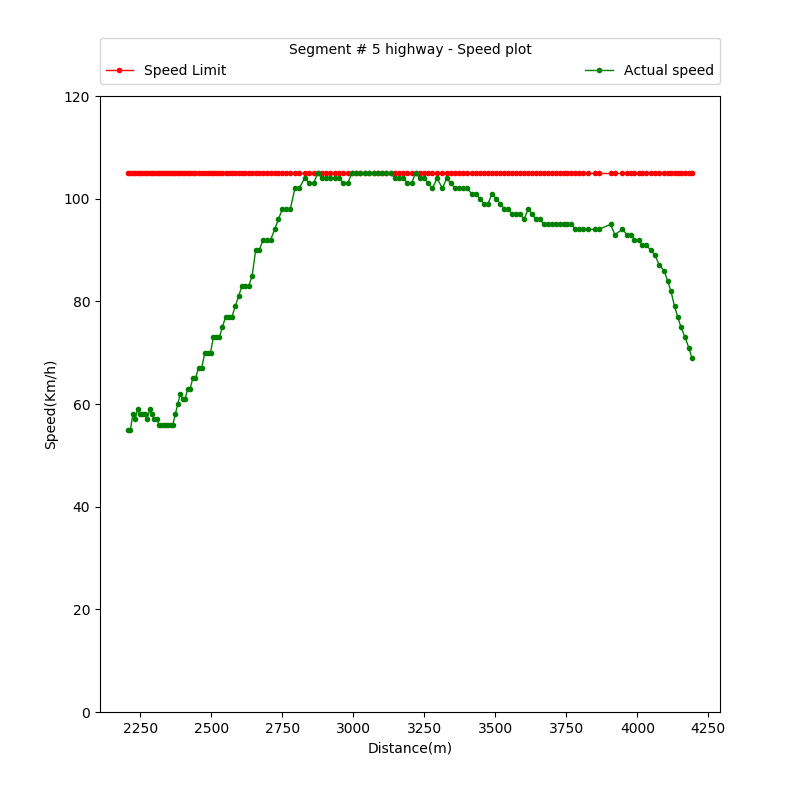 Segment # 5 highway - Speed plot
Speed Limit
Actual speed
120
100
80
60
40
20
0
Speed(Km/h)
2250 2500 2750 3000 3250 3500 3750 4000 4250
Distance(m)